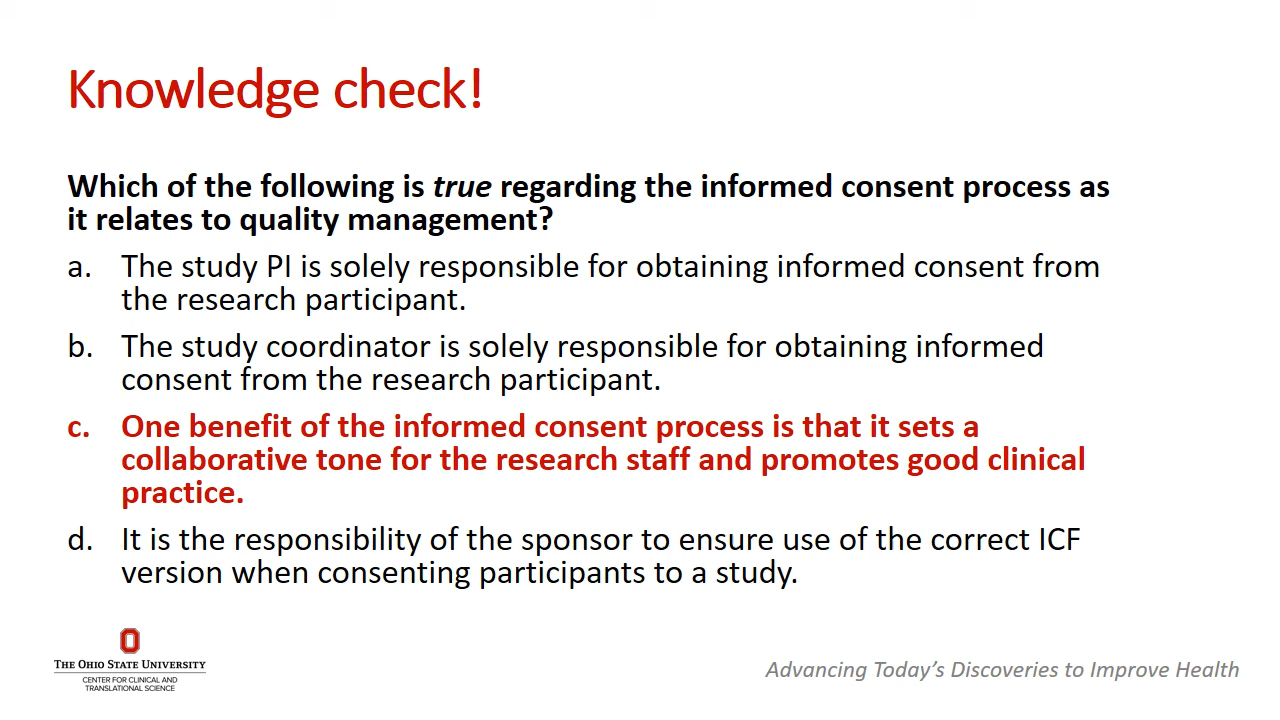 Knowledge check!
Which of the following is true regarding the informed consent process as
it relates to quality management?
a. The study PI is solely responsible for obtaining informed consent from
the research participant.
b. The study coordinator is solely responsible for obtaining informed
consent from the research participant.
c. One benefit of the informed consent process is that it sets a
collaborative tone for the research staff and promotes good clinical
practice.
d. It is the responsibility of the sponsor to ensure use of the correct ICF
version when consenting participants to a study.
THE OHIO STATE UNIVERSITY
CENTER FOR CLINICAL AND
TRANSLATIONAL SCIENCE
Advancing Today's Discoveries to Improve Health